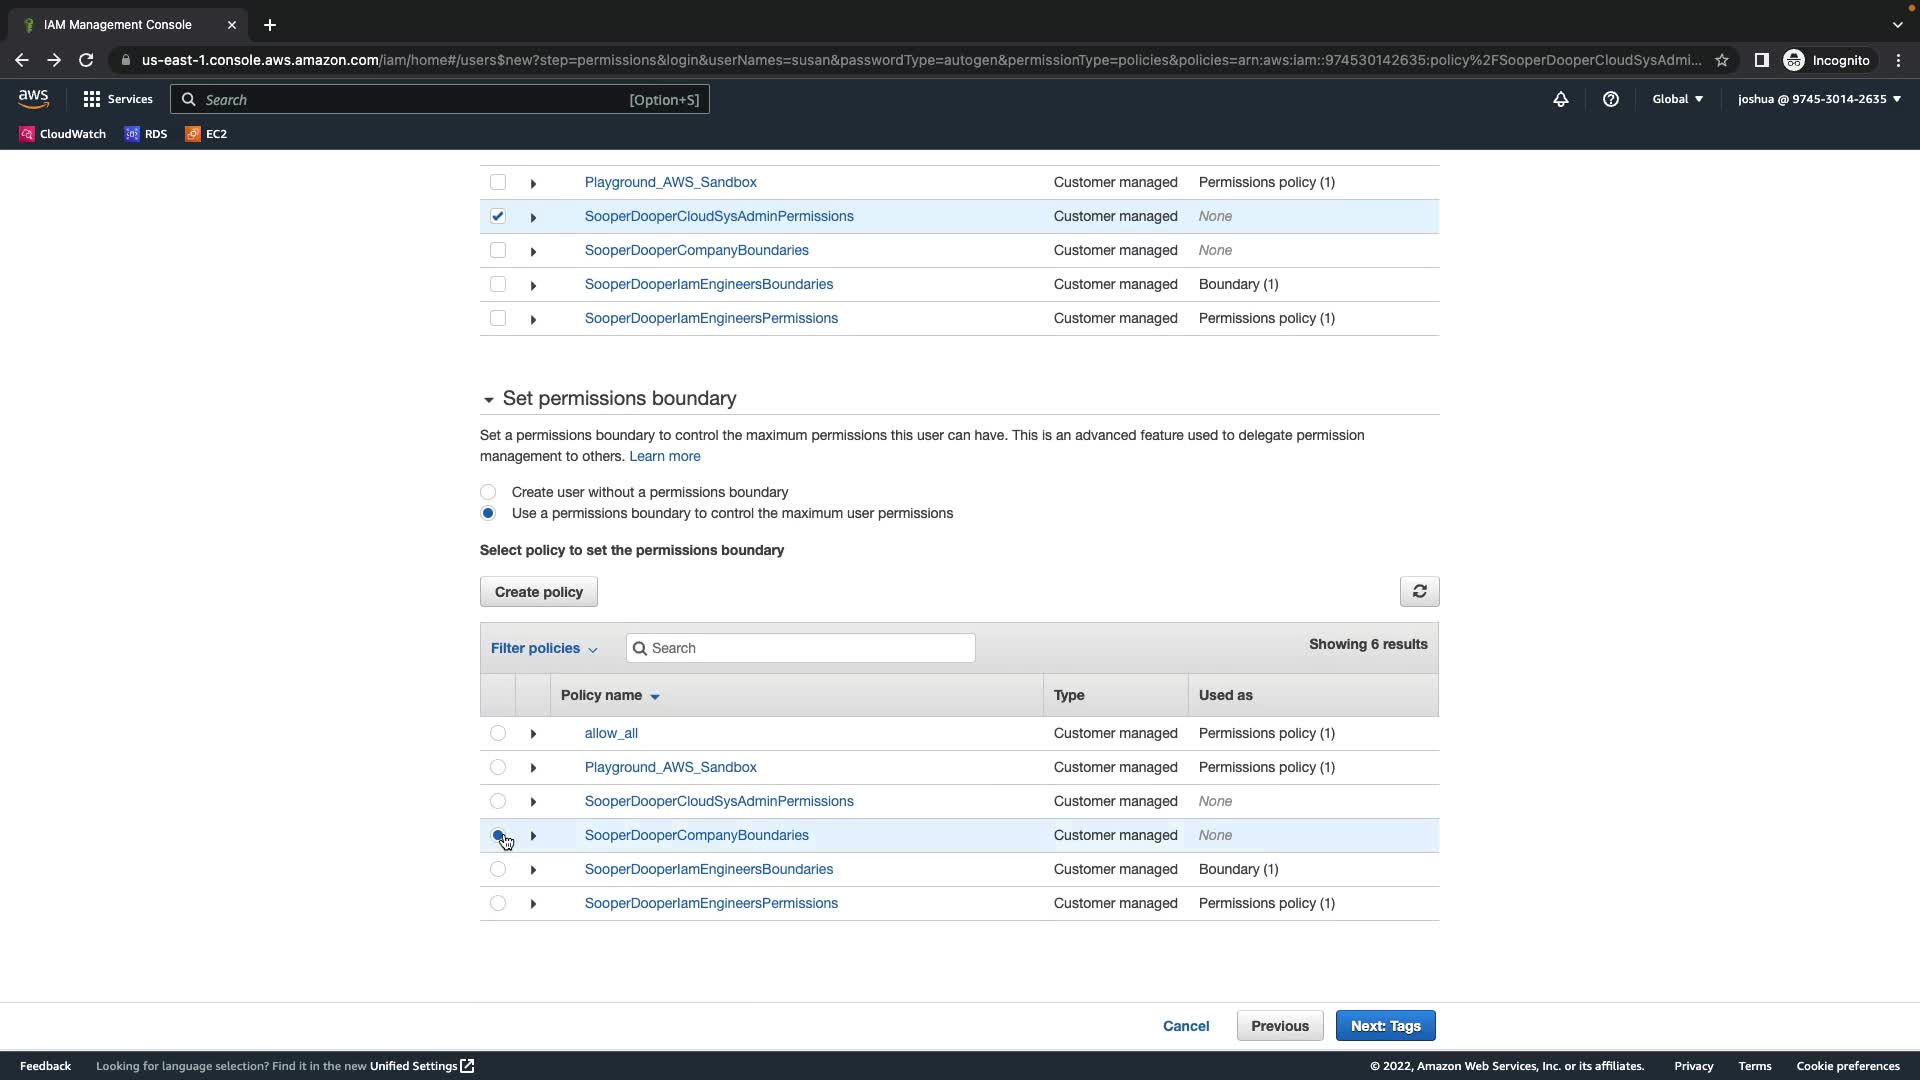 IAM Management Console
us-east-1.console.aws.amazon.com/iam/home#/users$new?step=permissions&login&userNames=susan&passwordType=autogen&permissionType=policies&policies=arn:aws:iam::974530142635:policy%2FSooperDooperCloudSysAdmi...
Incognito
aws
Services
Search
[Option+S]
Global
joshua @ 9745-3014-2635
CloudWatch
RDS
EC2
Playground_AWS_Sandbox Customer managed Permissions policy (1)
SooperDooperCloudSysAdminPermissions Customer managed None
SooperDooperCompanyBoundaries Customer managed None
SooperDooperIamEngineersBoundaries Customer managed Boundary (1)
SooperDooperIamEngineersPermissions Customer managed Permissions policy (1)
Set permissions boundary
Set a permissions boundary to control the maximum permissions this user can have. This is an advanced feature used to delegate permission
management to others. Learn more
Create user without a permissions boundary
Use a permissions boundary to control the maximum user permissions
Select policy to set the permissions boundary
Create policy
Filter policies
Search
Showing 6 results
Policy name Type Used as
allow_all Customer managed Permissions policy (1)
Playground_AWS_Sandbox Customer managed Permissions policy (1)
SooperDooperCloudSysAdminPermissions Customer managed None
SooperDooperCompanyBoundaries Customer managed None
SooperDooperIamEngineersBoundaries Customer managed Boundary (1)
SooperDooperIamEngineersPermissions Customer managed Permissions policy (1)
Cancel
Previous
Next: Tags
Feedback
Looking for language selection? Find it in the new Unified Settings
© 2022, Amazon Web Services, Inc. or its affiliates.
Privacy
Terms
Cookie preferences